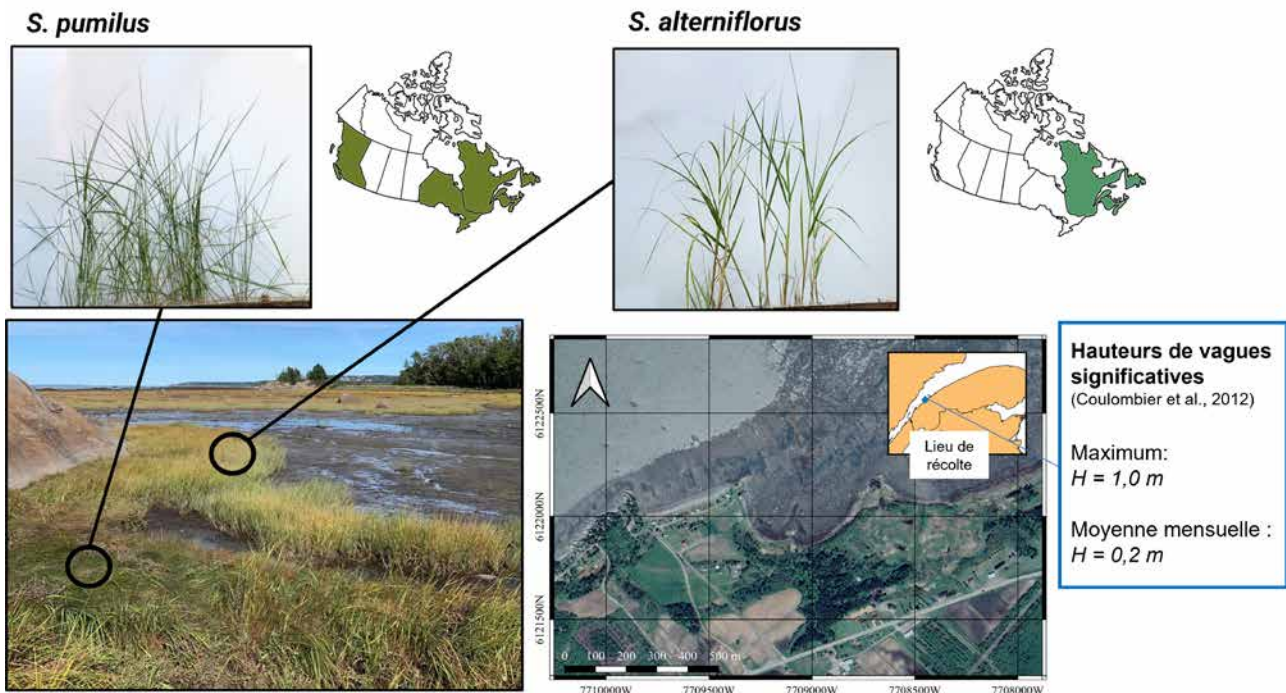 S. pumilus
S. alterniflorus
Hauteurs de vagues
significatives
(Coulombier et al., 2012)
Maximum:
H = 1,0 m
Moyenne mensuelle :
H = 0,2 m
Lieu de
récolte
6122500N
6122000N
6121500N
0 100 200 300 400 500 m
7710000W 7709500W 7709000W 7708500W 7708000W